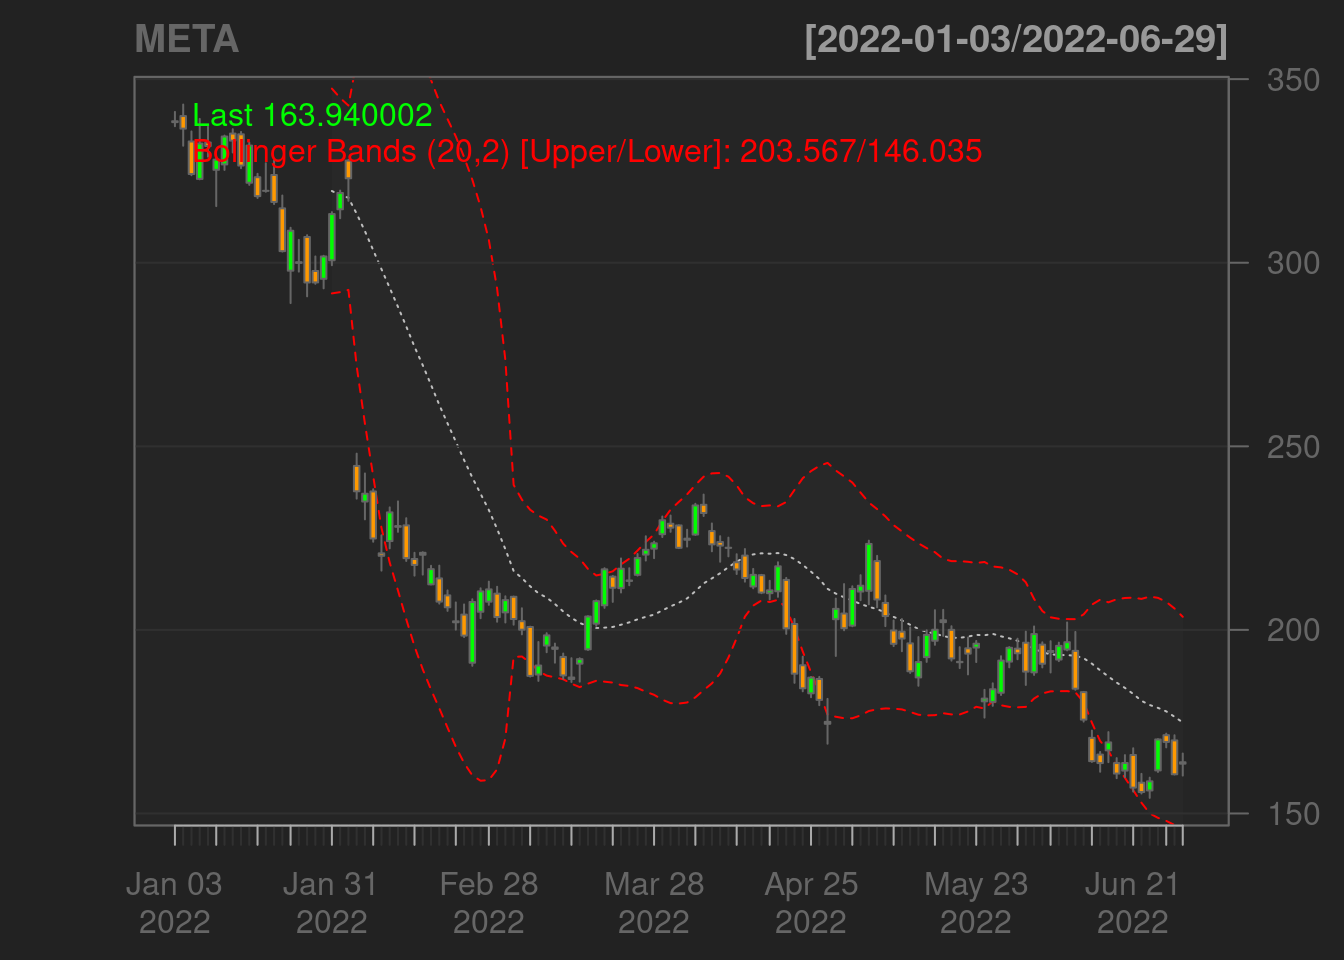 META [2022-01-03/2022-06-29]
Last 163.940002
Bollinger Bands (20,2) [Upper/Lower]: 203.567/146.035
350
300
250
200
150
Jan 03 Jan 31 Feb 28 Mar 28 Apr 25 May 23 Jun 21
2022 2022 2022 2022 2022 2022 2022